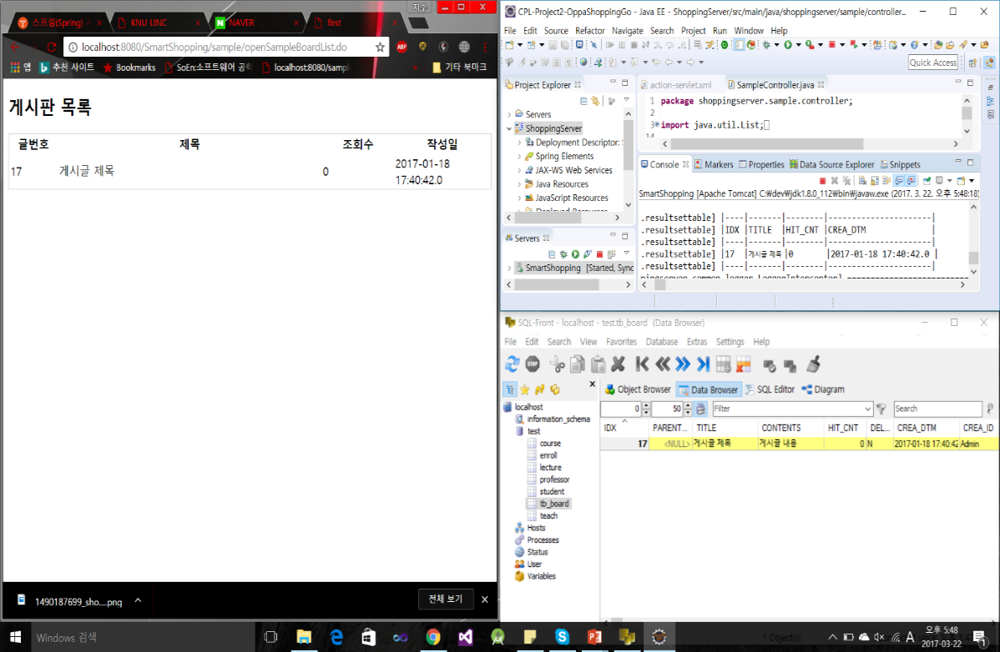 지수
스프링(Spring)
KNU LINC
NAVER
first
localhost:8080/SmartShopping/sample/openSampleBoardList.do
ABP
앱
추천 사이트
Bookmarks
SoEn:소프트웨어 공학
localhost:8080/sampl
기타 북마크
게시판 목록
글번호 제목 조회수 작성일
17 게시글 제목 0 2017-01-18
17:40:42.0
1490187699_sho....png
전체 보기
CPL-Project2-OppaShoppingGo - Java EE - ShoppingServer/src/main/java/shoppingserver/sample/controller...
File Edit Source Refactor Navigate Search Project Run Window Help
Quick Access
Project Explorer
Servers
ShoppingServer
Deployment Descriptor: S
Spring Elements
JAX-WS Web Services
Java Resources
JavaScript Resources
Deployed Resources
Servers
SmartShopping [Started, Sync
action-servlet.xml
SampleController.java
1 package shoppingserver.sample.controller;
2
3 import java.util.List;
14
Console Markers Properties Data Source Explorer Snippets
SmartShopping [Apache Tomcat] C:₩dev₩jdk1.8.0_112₩bin₩javaw.exe (2017. 3. 22. 오후 5:48:18)
.resultsettable] |----|-------|--------|----------------------|
.resultsettable] |IDX |TITLE |HIT_CNT |CREA_DTM |
.resultsettable] |----|-------|--------|----------------------|
.resultsettable] |17 |게시글 제목 |0 |2017-01-18 17:40:42.0 |
.resultsettable] |----|-------|--------|----------------------|
SQL-Front - localhost - test.tb_board (Data Browser)
File Edit Search View Favorites Database Extras Settings Help
STOP
Object Browser Data Browser SQL Editor Diagram
0 50 Filter Search
localhost
information_schema
test
course
enroll
lecture
professor
student
tb_board
teach
Hosts
Processes
Status
User
Variables
IDX PARENT... TITLE CONTENTS HIT_CNT DEL... CREA_DTM CREA_ID
17 <NULL> 게시글 제목 게시글 내용 0 N 2017-01-18 17:40:42 Admin
1 Object(s)
Windows 검색
A
오후 5:48
2017-03-22
1